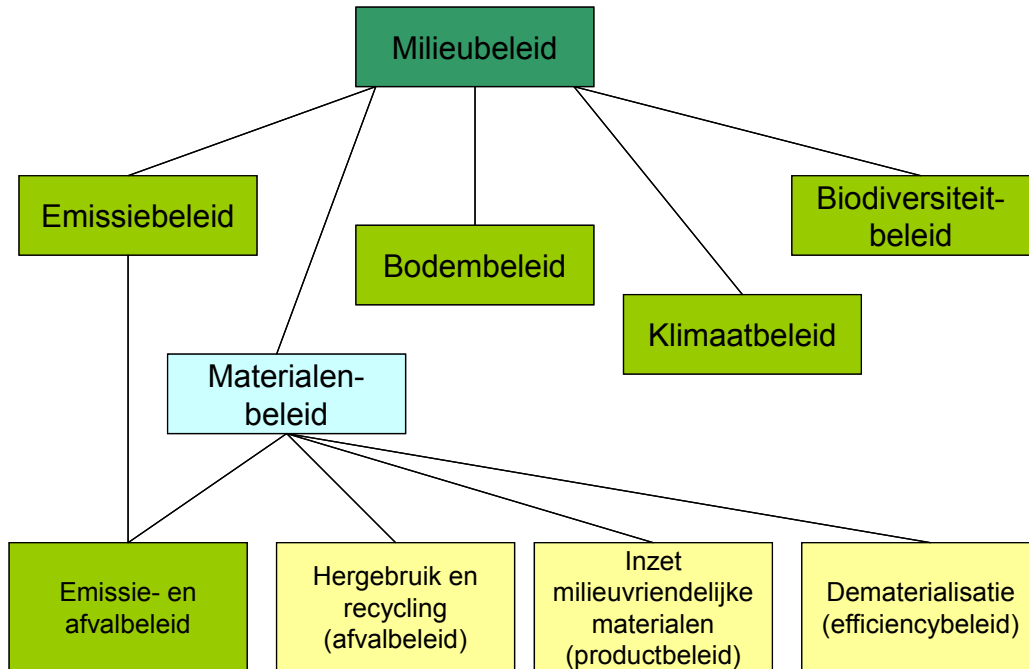 Milieubeleid
Emissiebeleid
Bodembeleid
Biodiversiteit-
beleid
Klimaatbeleid
Materialen-
beleid
Emissie- en
afvalbeleid
Hergebruik en
recycling
(afvalbeleid)
Inzet
milieuvriendelijke
materialen
(productbeleid)
Dematerialisatie
(efficiencybeleid)